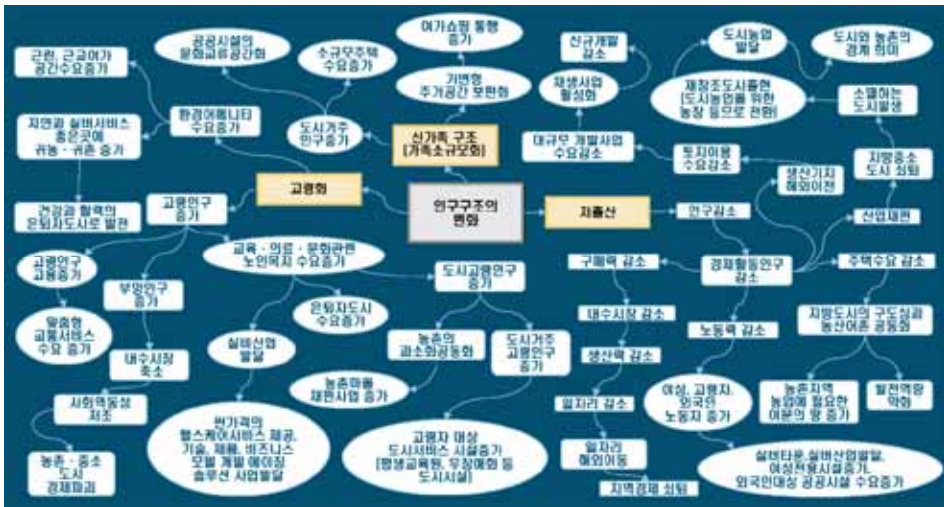 근린, 근교여가
공간수요증가
공공시설의
문화교류공간화
소규모주택
수요증가
여가쇼핑 통행
증가
신규개발
감소
도시농업
발달
도시와 농촌의
경계 희미
가변형
주거공간 보편화
재생사업
활성화
재창조도시출현
[도시농업을 위한
농장 등으로 전환]
소멸하는
도시발생
자연과 실버서비스
좋은곳에
귀농·귀촌 증가
환경어메니티
수요증가
도시거주
인구증가
신가족 구조
[가족소규모화]
대규모 개발사업
수요감소
토지이용
수요감소
생산기지
해외이전
지방중소
도시 쇠퇴
고령화
인구구조의
변화
저출산
인구감소
산업재편
건강과 활력의
은퇴자도시로 발전
고령인구
증가
교육·의료·문화관련
노인복지 수요증가
도시고령인구
증가
구매력 감소
경제활동인구
감소
주택수요 감소
고령인구
고용증가
부양인구
증가
은퇴자도시
수요증가
내수시장 감소
노동력 감소
지방도시의 구도심과
농산어촌 공동화
맞춤형
교통서비스
수요 증가
내수시장
축소
실버산업
발달
농촌의
과소화공동화
도시거주
고령인구
증가
생산력 감소
사회역동성
저조
농촌마을
재편사업 증가
일자리 감소
여성, 고령자,
외국인
노동자 증가
농촌지역
농업에 필요한
여분의 땅 증가
발전역량
약화
농촌·중소
도시
경제파괴
싼가격의
헬스케어서비스 제공,
기술, 제품, 비즈니스
모델 개발 에이징
솔루션 사업발달
고령자 대상
도시서비스 시설증가
[평생교육원, 무장애화 등
도시시설]
일자리
해외이동
지역경제 쇠퇴
실버타운,실버산업발달,
여성전용시설증가,
외국인대상 공공시설 수요증가